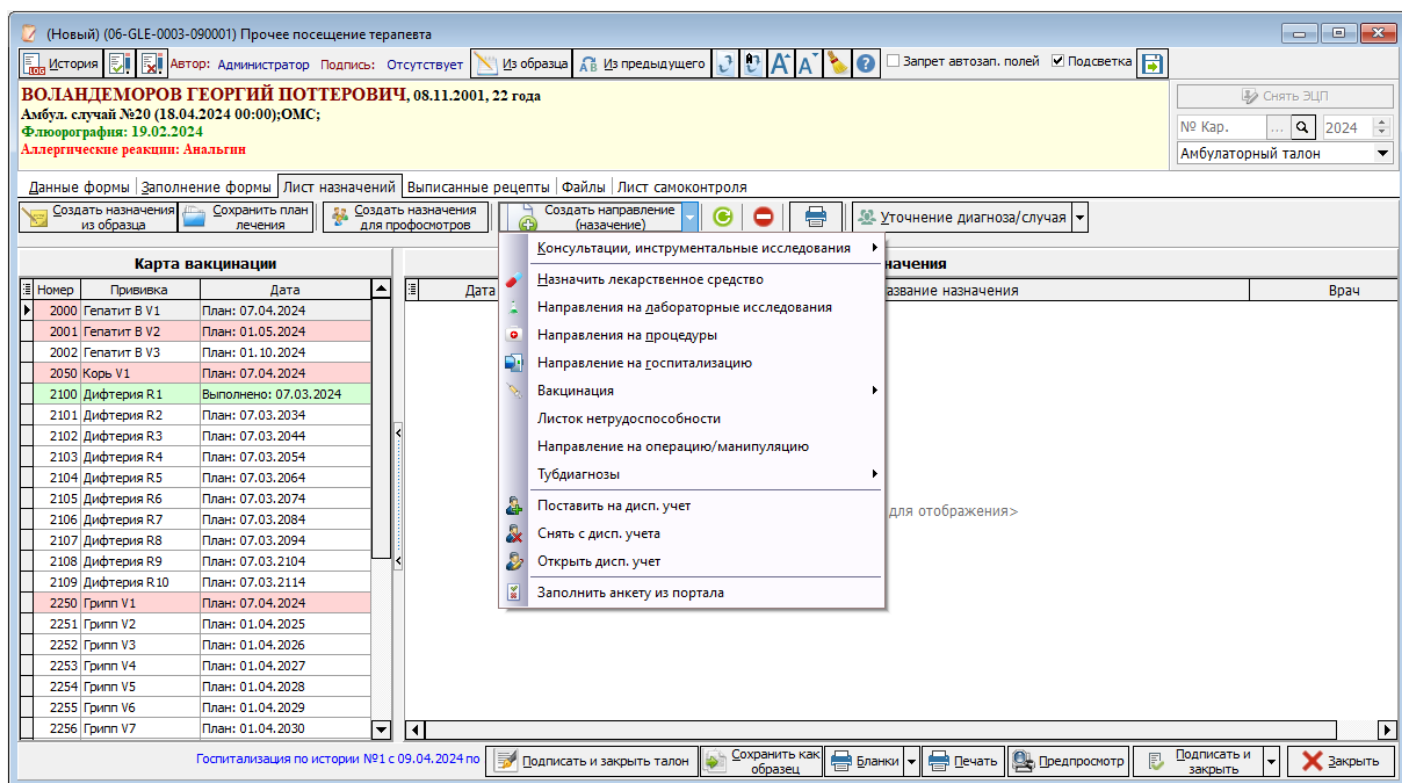 (Новый) (06-GLE-0003-090001) Прочее посещение терапевта
История Автор: Администратор Подпись: Отсутствует Из образца Из предыдущего Запрет автозап. полей Подсветка
ВОЛАНДЕМОРОВ ГЕОРГИЙ ПОТТЕРОВИЧ, 08.11.2001, 22 года
Амбул. случай №20 (18.04.2024 00:00);ОМС;
Флюорография: 19.02.2024
Аллергические реакции: Анальгин
Снять ЭЦП
№ Кар. ... 2024
Амбулаторный талон
Данные формы Заполнение формы Лист назначений Выписанные рецепты Файлы Лист самоконтроля
Создать назначения из образца
Сохранить план лечения
Создать назначения для профосмотров
Создать направление (назачение)
Уточнение диагноза/случая
Карта вакцинации
начения
Номер Прививка Дата
Дата азвание назначения Врач
2000 Гепатит В V1 План: 07.04.2024
2001 Гепатит В V2 План: 01.05.2024
2002 Гепатит В V3 План: 01.10.2024
2050 Корь V1 План: 07.04.2024
2100 Дифтерия R1 Выполнено: 07.03.2024
2101 Дифтерия R2 План: 07.03.2034
2102 Дифтерия R3 План: 07.03.2044
2103 Дифтерия R4 План: 07.03.2054
2104 Дифтерия R5 План: 07.03.2064
2105 Дифтерия R6 План: 07.03.2074
2106 Дифтерия R7 План: 07.03.2084
2107 Дифтерия R8 План: 07.03.2094
2108 Дифтерия R9 План: 07.03.2104
2109 Дифтерия R10 План: 07.03.2114
2250 Грипп V1 План: 07.04.2024
2251 Грипп V2 План: 01.04.2025
2252 Грипп V3 План: 01.04.2026
2253 Грипп V4 План: 01.04.2027
2254 Грипп V5 План: 01.04.2028
2255 Грипп V6 План: 01.04.2029
2256 Грипп V7 План: 01.04.2030
Консультации, инструментальные исследования
Назначить лекарственное средство
Направления на лабораторные исследования
Направления на процедуры
Направление на госпитализацию
Вакцинация
Листок нетрудоспособности
Направление на операцию/манипуляцию
Тубдиагнозы
Поставить на дисп. учет
Снять с дисп. учета
Открыть дисп. учет
Заполнить анкету из портала
для отображения>
Госпитализация по истории №1 с 09.04.2024 по
Подписать и закрыть талон
Сохранить как образец
Бланки
Печать
Предпросмотр
Подписать и закрыть
Закрыть